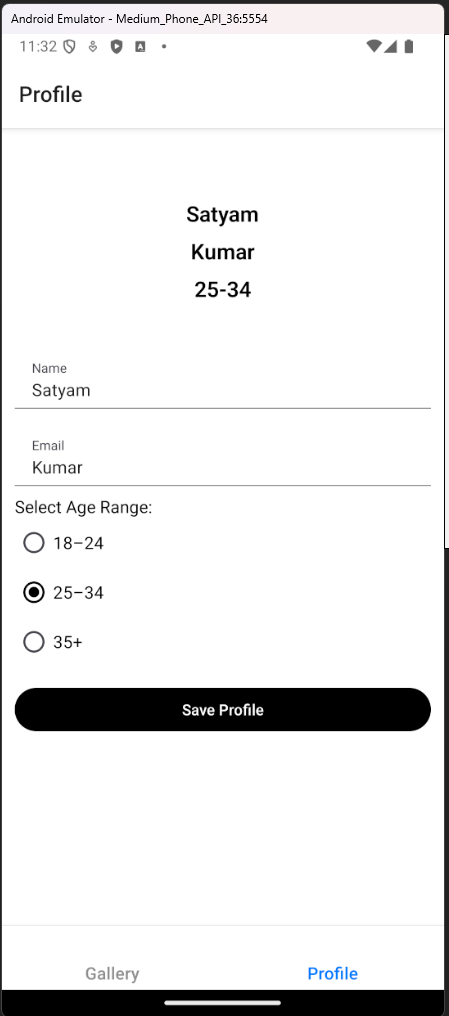 Android Emulator - Medium_Phone_API_36:5554
11:32
Profile
Satyam
Kumar
25-34
Name
Satyam
Email
Kumar
Select Age Range:
18–24
25–34
35+
Save Profile
Gallery Profile